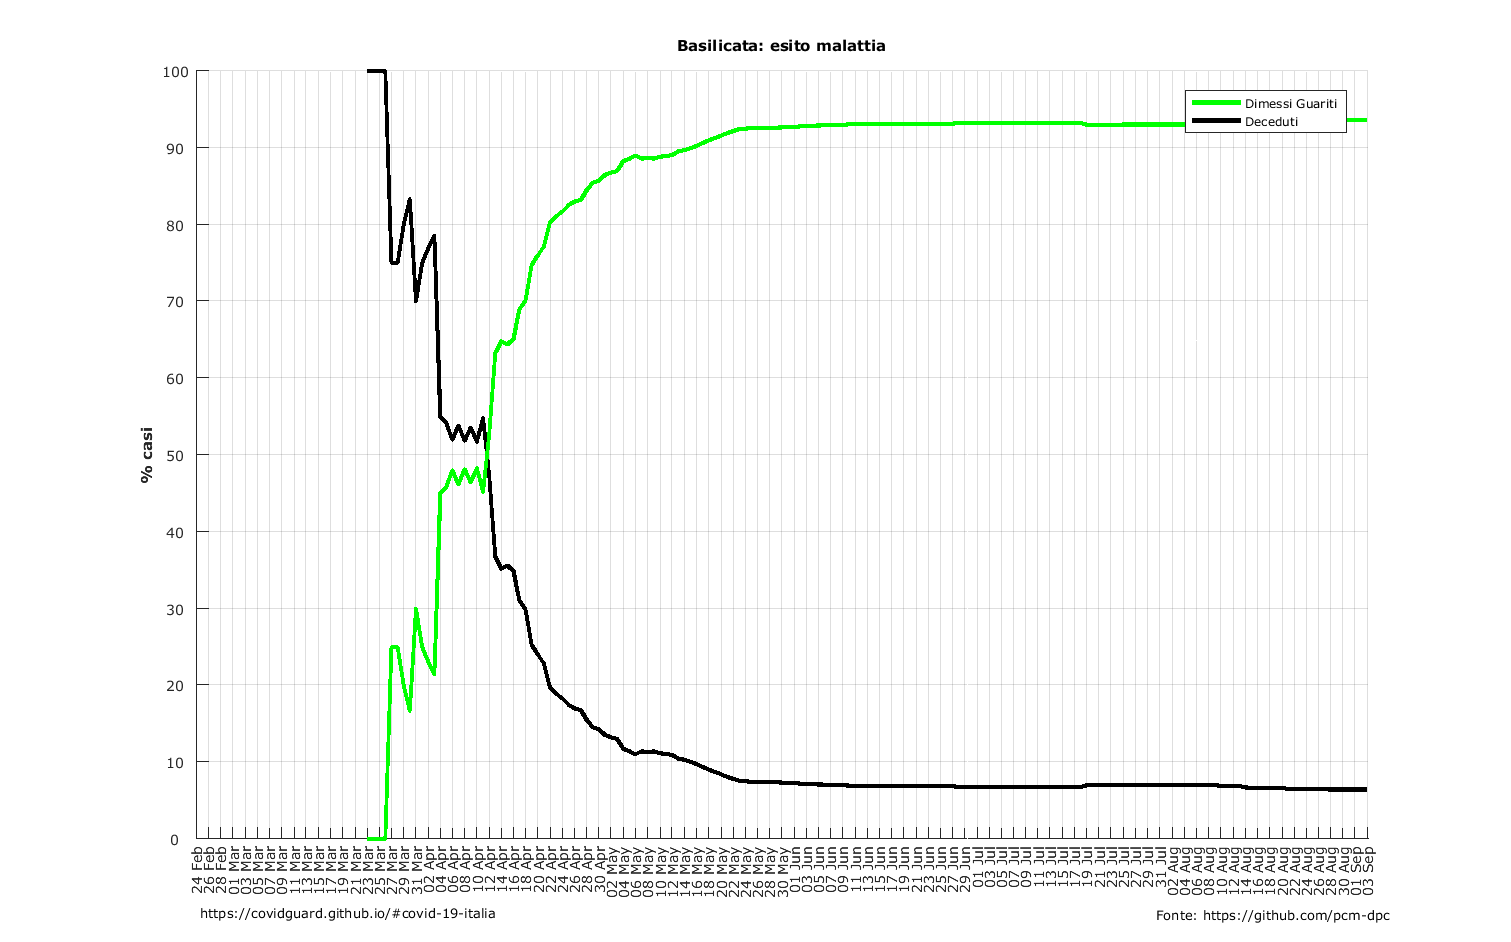 Basilicata: esito malattia
Dimessi Guariti
Deceduti
% casi
100
90
80
70
60
50
40
30
20
10
0
24 Feb
26 Feb
28 Feb
01 Mar
03 Mar
05 Mar
07 Mar
09 Mar
11 Mar
13 Mar
15 Mar
17 Mar
19 Mar
21 Mar
23 Mar
25 Mar
27 Mar
29 Mar
31 Mar
02 Apr
04 Apr
06 Apr
08 Apr
10 Apr
12 Apr
14 Apr
16 Apr
18 Apr
20 Apr
22 Apr
24 Apr
26 Apr
28 Apr
30 Apr
02 May
04 May
06 May
08 May
10 May
12 May
14 May
16 May
18 May
20 May
22 May
24 May
26 May
28 May
30 May
01 Jun
03 Jun
05 Jun
07 Jun
09 Jun
11 Jun
13 Jun
15 Jun
17 Jun
19 Jun
21 Jun
23 Jun
25 Jun
27 Jun
29 Jun
01 Jul
03 Jul
05 Jul
07 Jul
09 Jul
11 Jul
13 Jul
15 Jul
17 Jul
19 Jul
21 Jul
23 Jul
25 Jul
27 Jul
29 Jul
31 Jul
02 Aug
04 Aug
06 Aug
08 Aug
10 Aug
12 Aug
14 Aug
16 Aug
18 Aug
20 Aug
22 Aug
24 Aug
26 Aug
28 Aug
30 Aug
01 Sep
03 Sep
https://covidguard.github.io/#covid-19-italia
Fonte: https://github.com/pcm-dpc